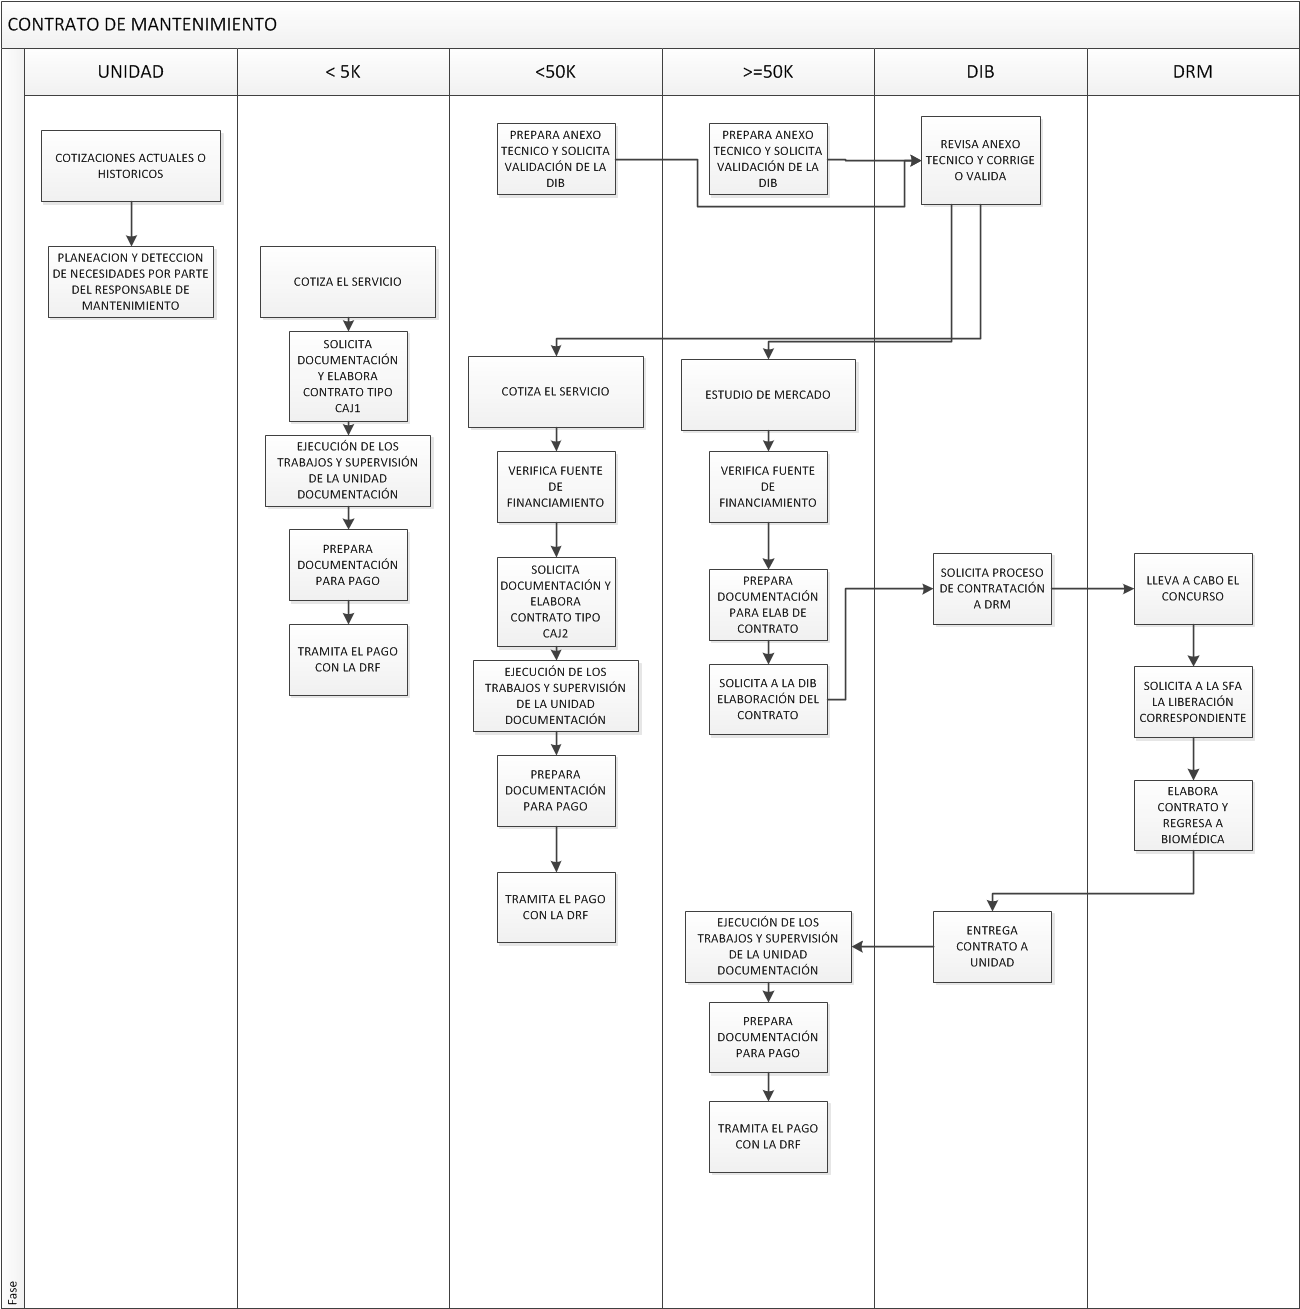 CONTRATO DE MANTENIMIENTO
UNIDAD
< 5K
<50K
>=50K
DIB
DRM
Fase
COTIZACIONES ACTUALES O
HISTORICOS
PLANEACION Y DETECCION
DE NECESIDADES POR PARTE
DEL RESPONSABLE DE
MANTENIMIENTO
COTIZA EL SERVICIO
SOLICITA
DOCUMENTACIÓN
Y ELABORA
CONTRATO TIPO
CAJ1
EJECUCIÓN DE LOS
TRABAJOS Y SUPERVISIÓN
DE LA UNIDAD
DOCUMENTACIÓN
PREPARA
DOCUMENTACIÓN
PARA PAGO
TRAMITA EL PAGO
CON LA DRF
PREPARA ANEXO
TECNICO Y SOLICITA
VALIDACIÓN DE LA
DIB
COTIZA EL SERVICIO
VERIFICA FUENTE
DE
FINANCIAMIENTO
SOLICITA
DOCUMENTACIÓN Y
ELABORA
CONTRATO TIPO
CAJ2
EJECUCIÓN DE LOS
TRABAJOS Y SUPERVISIÓN
DE LA UNIDAD
DOCUMENTACIÓN
PREPARA
DOCUMENTACIÓN
PARA PAGO
TRAMITA EL PAGO
CON LA DRF
PREPARA ANEXO
TECNICO Y SOLICITA
VALIDACIÓN DE LA
DIB
ESTUDIO DE MERCADO
VERIFICA FUENTE
DE
FINANCIAMIENTO
PREPARA
DOCUMENTACIÓN
PARA ELAB DE
CONTRATO
SOLICITA A LA DIB
ELABORACIÓN DEL
CONTRATO
EJECUCIÓN DE LOS
TRABAJOS Y SUPERVISIÓN
DE LA UNIDAD
DOCUMENTACIÓN
PREPARA
DOCUMENTACIÓN
PARA PAGO
TRAMITA EL PAGO
CON LA DRF
REVISA ANEXO
TECNICO Y CORRIGE
O VALIDA
SOLICITA PROCESO
DE CONTRATACIÓN
A DRM
ENTREGA
CONTRATO A
UNIDAD
LLEVA A CABO EL
CONCURSO
SOLICITA A LA SFA
LA LIBERACIÓN
CORRESPONDIENTE
ELABORA
CONTRATO Y
REGRESA A
BIOMÉDICA